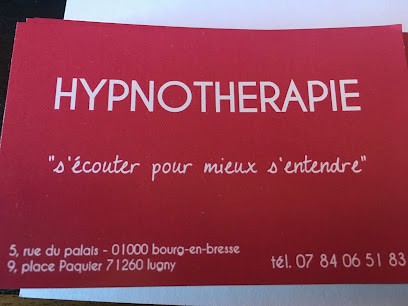 HYPNOTHERAPIE
"s'écouter pour mieux s'entendre"
5, rue du palais - 01000 bourg-en-bresse
9, place Paquier 71260 lugny
tél. 07 84 06 51 83